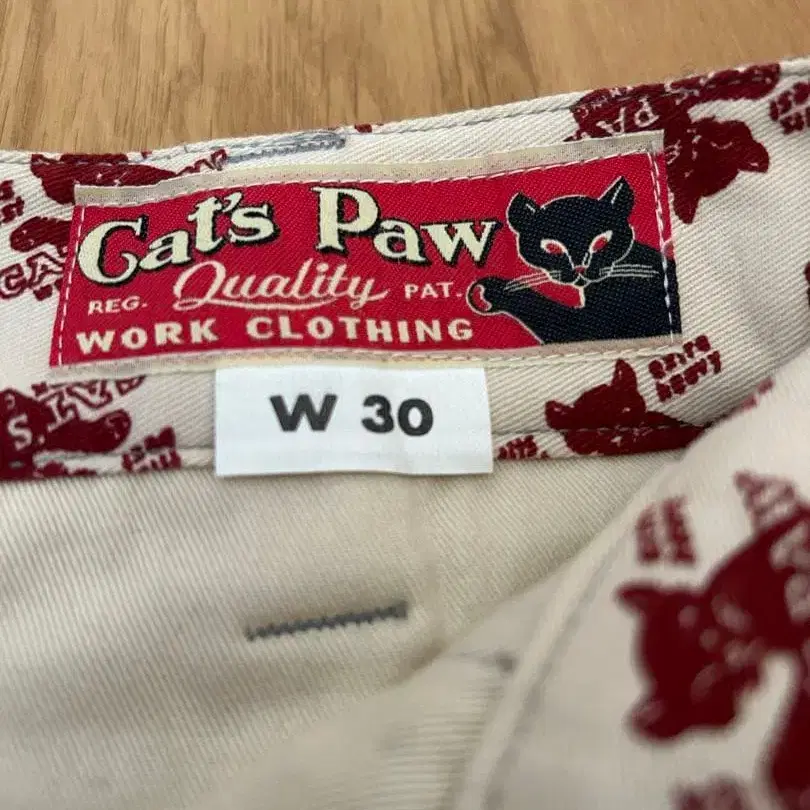 Cat's Paw
REG. Quality PAT.
WORK CLOTHING
W 30